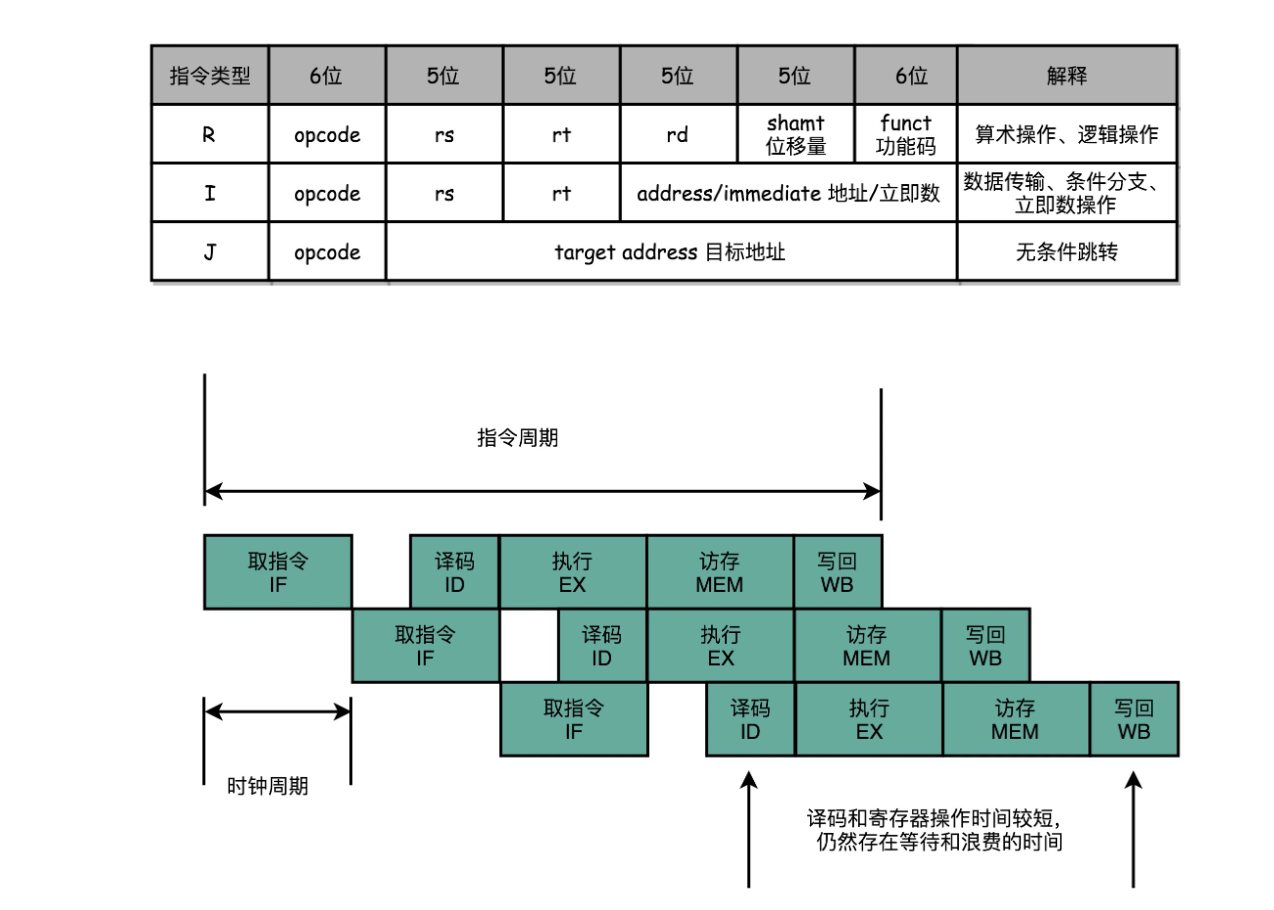 指令类型 6位 5位 5位 5位 5位 6位 解释
R opcode rs rt rd shamt 位移量 funct 功能码 算术操作、逻辑操作
I opcode rs rt address/immediate 地址/立即数 数据传输、条件分支、
立即数操作
J opcode target address 目标地址 无条件跳转
指令周期
取指令 译码 执行 访存 写回
IF ID EX MEM WB
取指令 译码 执行 访存 写回
IF ID EX MEM WB
取指令 译码 执行 访存 写回
IF ID EX MEM WB
时钟周期
译码和寄存器操作时间较短,
仍然存在等待和浪费的时间